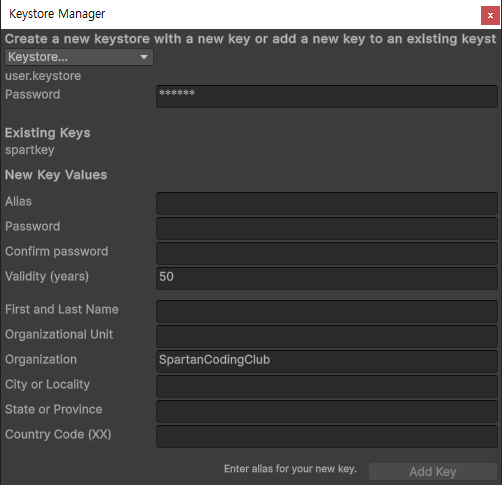 Keystore Manager
x
Create a new keystore with a new key or add a new key to an existing keyst
Keystore...
user.keystore
Password ******
Existing Keys
spartkey
New Key Values
Alias
Password
Confirm password
Validity (years) 50
First and Last Name
Organizational Unit
Organization SpartanCodingClub
City or Locality
State or Province
Country Code (XX)
Enter alias for your new key. Add Key